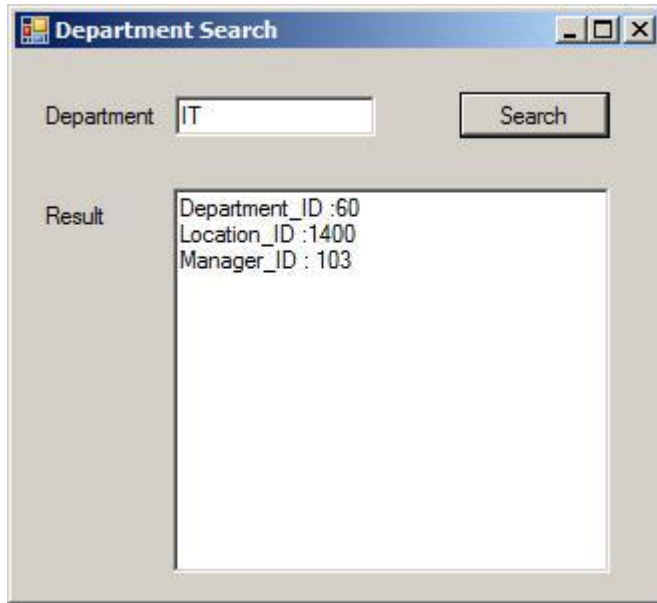 Department Search
Department IT Search
Result
Department_ID :60
Location_ID :1400
Manager_ID : 103